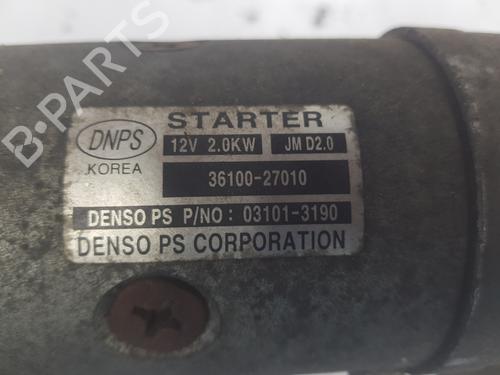 DNPS
KOREA
STARTER
12V 2.0KW JM D2.0
36100-27010
DENSO PS P/NO : 03101-3190
DENSO PS CORPORATION
B-PARTS